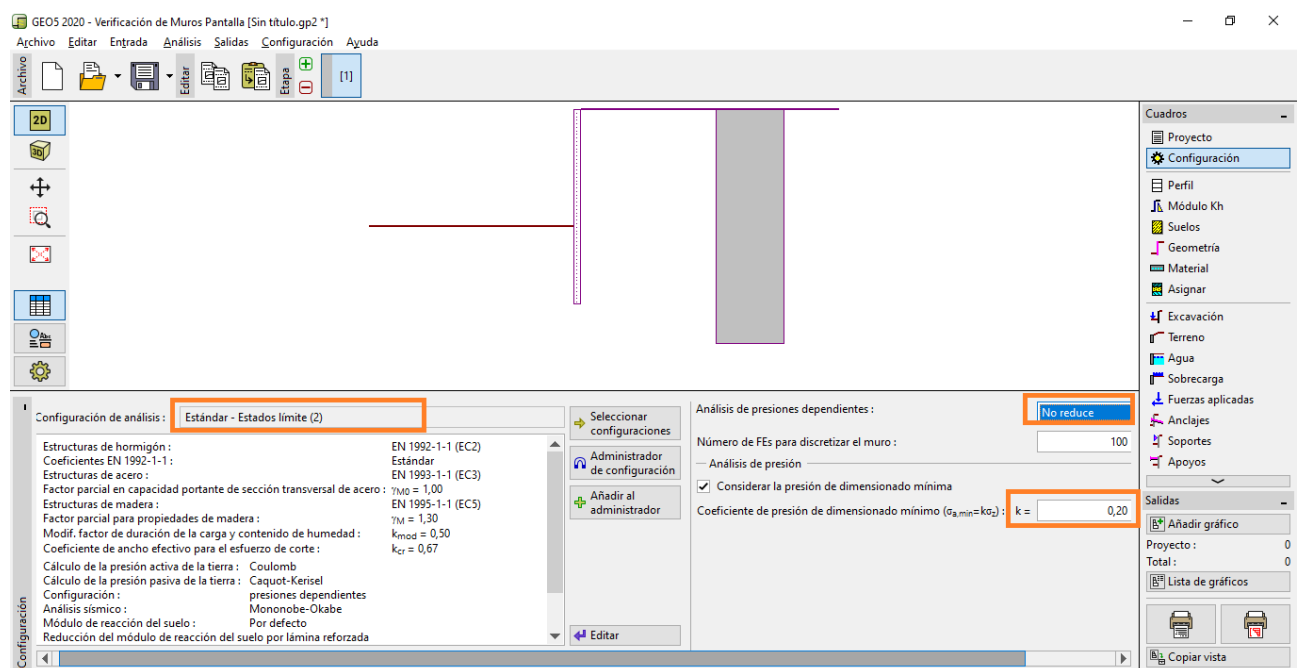 GEO5 2020 - Verificación de Muros Pantalla [Sin título.gp2 *]
Archivo Editar Entrada Análisis Salidas Configuración Ayuda
Archivo
Editar
Etapa
[1]
2D
3D
Cuadros
Proyecto
Configuración
Perfil
Módulo Kh
Suelos
Geometría
Material
Asignar
Excavación
Terreno
Agua
Sobrecarga
Fuerzas aplicadas
Anclajes
Soportes
Apoyos
Configuración
Configuración de análisis : Estándar - Estados límite (2)
Estructuras de hormigón : EN 1992-1-1 (EC2)
Coeficientes EN 1992-1-1 : Estándar
Estructuras de acero : EN 1993-1-1 (EC3)
Factor parcial en capacidad portante de sección transversal de acero : γM0 = 1,00
Estructuras de madera : EN 1995-1-1 (EC5)
Factor parcial para propiedades de madera : γM = 1,30
Modif. factor de duración de la carga y contenido de humedad : kmod = 0,50
Coeficiente de ancho efectivo para el esfuerzo de corte : kcr = 0,67
Cálculo de la presión activa de la tierra : Coulomb
Cálculo de la presión pasiva de la tierra : Caquot-Kerisel
Configuración : presiones dependientes
Análisis sísmico : Mononobe-Okabe
Módulo de reacción del suelo : Por defecto
Reducción del módulo de reacción del suelo por lámina reforzada
Seleccionar
configuraciones
Administrador
de configuración
Añadir al
administrador
Editar
Análisis de presiones dependientes : No reduce
Número de FEs para discretizar el muro : 100
Análisis de presión
Considerar la presión de dimensionado mínima
Coeficiente de presión de dimensionado mínimo (σa,min=kσz) : k = 0,20
Salidas
Añadir gráfico
Proyecto : 0
Total : 0
Lista de gráficos
Copiar vista